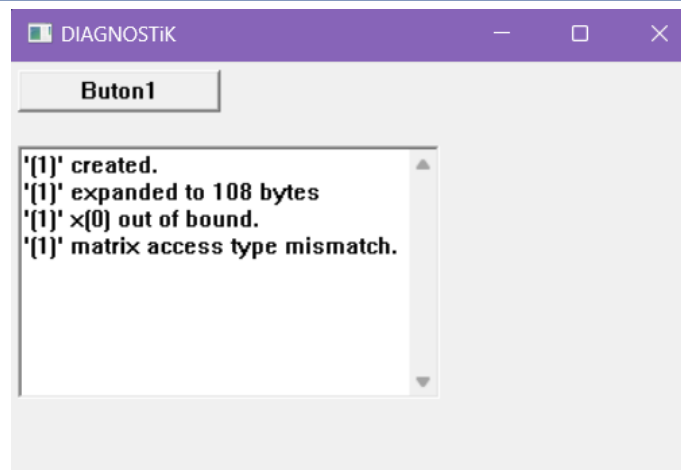 DIAGNOSTiK
Buton1
'(1)' created.
'(1)' expanded to 108 bytes
'(1)' x(0) out of bound.
'(1)' matrix access type mismatch.